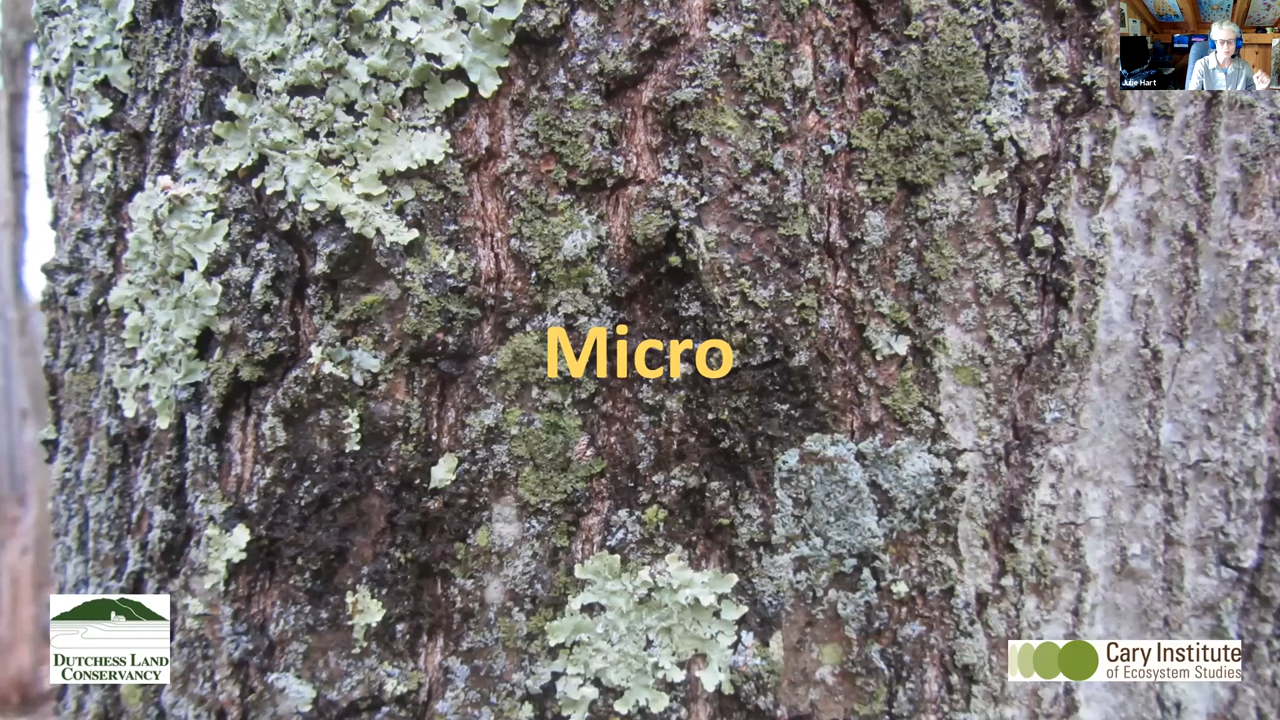 Julie Hart
Micro
DUTCHESS LAND
CONSERVANCY
Cary Institute
of Ecosystem Studies